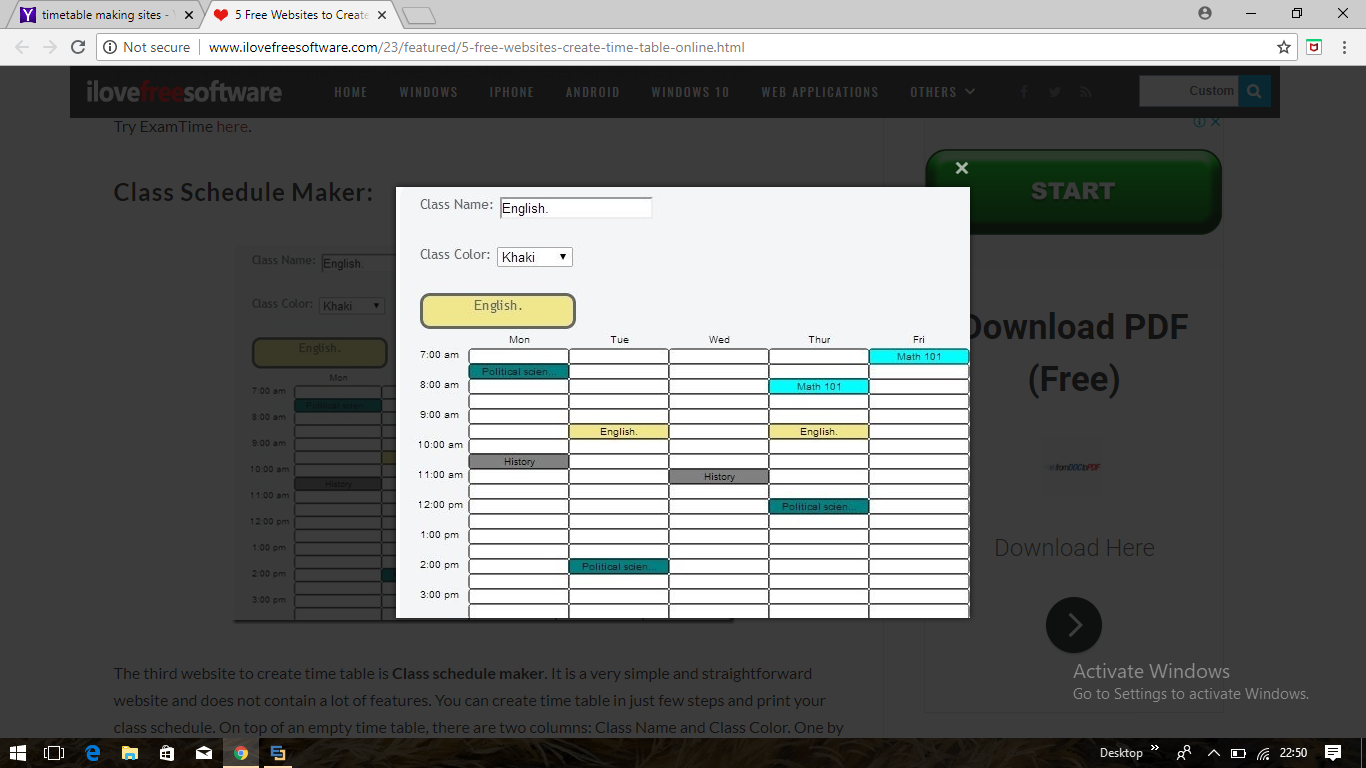 timetable making sites - Y
5 Free Websites to Create
Not secure | www.ilovefreesoftware.com/23/featured/5-free-websites-create-time-table-online.html
ilovefreesoftware HOME WINDOWS IPHONE ANDROID WINDOWS 10 WEB APPLICATIONS OTHERS Custom
Try ExamTime here.
Class Schedule Maker:
START
Class Name: English.
Class Color: Khaki
English.
Mon
7:00 am
Political scien...
8:00 am
9:00 am
10:00 am
11:00 am History
12:00 pm
1:00 pm
2:00 pm
3:00 pm
Class Name: English.
Class Color: Khaki
English.
Mon Tue Wed Thur Fri
7:00 am Math 101
Political scien...
8:00 am Math 101
9:00 am
English. English.
10:00 am
History
11:00 am History
12:00 pm Political scien...
1:00 pm
2:00 pm Political scien...
3:00 pm
Download PDF
(Free)
fromDOCtoPDF
Download Here
The third website to create time table is Class schedule maker. It is a very simple and straightforward
website and does not contain a lot of features. You can create time table in just few steps and print your
class schedule. On top of an empty time table, there are two columns: Class Name and Class Color. One by
Activate Windows
Go to Settings to activate Windows.
Desktop 22:50